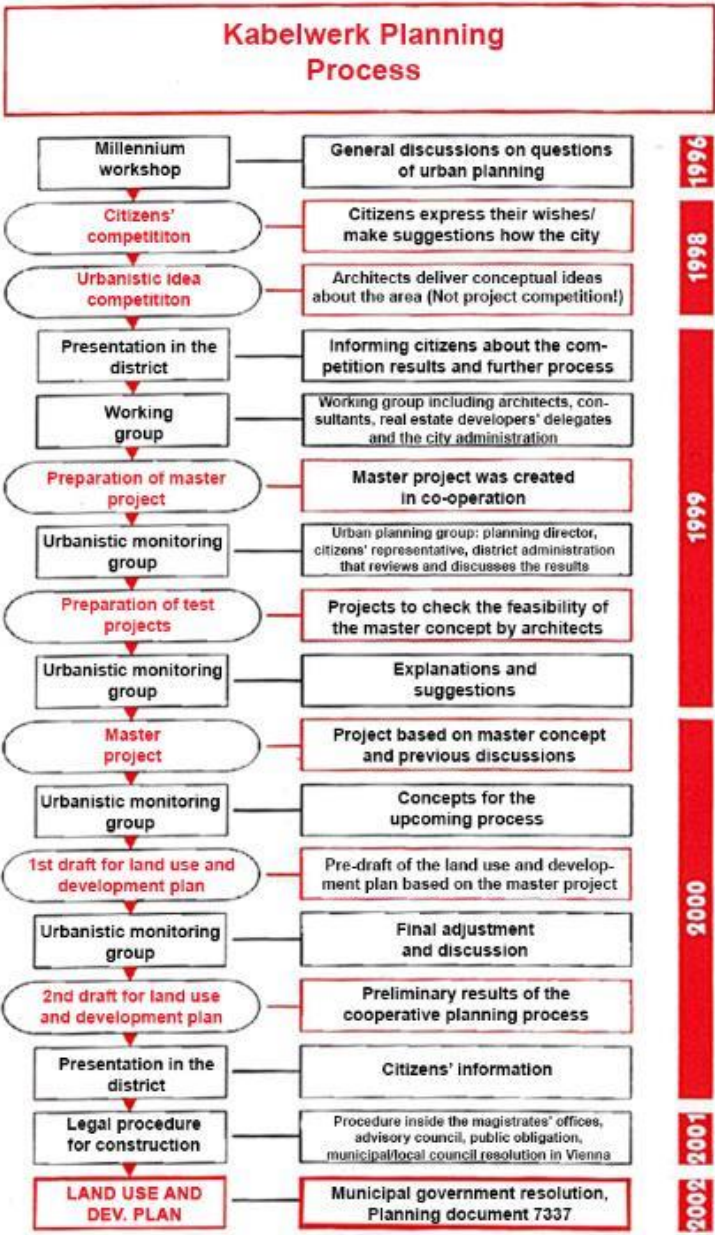 Kabelwerk Planning
Process
Millennium
workshop
General discussions on questions
of urban planning
1996
Citizens'
competititon
Citizens express their wishes/
make suggestions how the city
Urbanistic idea
competititon
Architects deliver conceptual ideas
about the area (Not project competition!)
1998
Presentation in the
district
Informing citizens about the com-
petition results and further process
Working
group
Working group including architects, con-
sultants, real estate developers' delegates
and the city administration
Preparation of master
project
Master project was created
in co-operation
Urbanistic monitoring
group
Urban planning group: planning director,
citizens' representative, district administration
that reviews and discusses the results
Preparation of test
projects
Projects to check the feasibility of
the master concept by architects
Urbanistic monitoring
group
Explanations and
suggestions
1999
Master
project
Project based on master concept
and previous discussions
Urbanistic monitoring
group
Concepts for the
upcoming process
1st draft for land use and
development plan
Pre-draft of the land use and develop-
ment plan based on the master project
Urbanistic monitoring
group
Final adjustment
and discussion
2nd draft for land use
and development plan
Preliminary results of the
cooperative planning process
Presentation in the
district
Citizens' information
2000
Legal procedure
for construction
Procedure inside the magistrates' offices,
advisory council, public obligation,
municipal/local council resolution in Vienna
2001
LAND USE AND
DEV. PLAN
Municipal government resolution,
Planning document 7337
2002